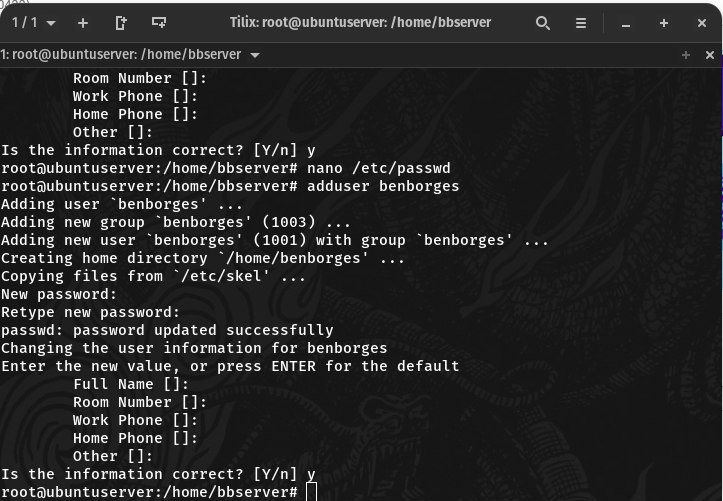 1 / 1
Tilix: root@ubuntuserver: /home/bbserver
1: root@ubuntuserver: /home/bbserver
Room Number []:
Work Phone []:
Home Phone []:
Other []:
Is the information correct? [Y/n] y
root@ubuntuserver:/home/bbserver# nano /etc/passwd
root@ubuntuserver:/home/bbserver# adduser benborges
Adding user `benborges' ...
Adding new group `benborges' (1003) ...
Adding new user `benborges' (1001) with group `benborges' ...
Creating home directory `/home/benborges' ...
Copying files from `/etc/skel' ...
New password:
Retype new password:
passwd: password updated successfully
Changing the user information for benborges
Enter the new value, or press ENTER for the default
Full Name []:
Room Number []:
Work Phone []:
Home Phone []:
Other []:
Is the information correct? [Y/n] y
root@ubuntuserver:/home/bbserver#